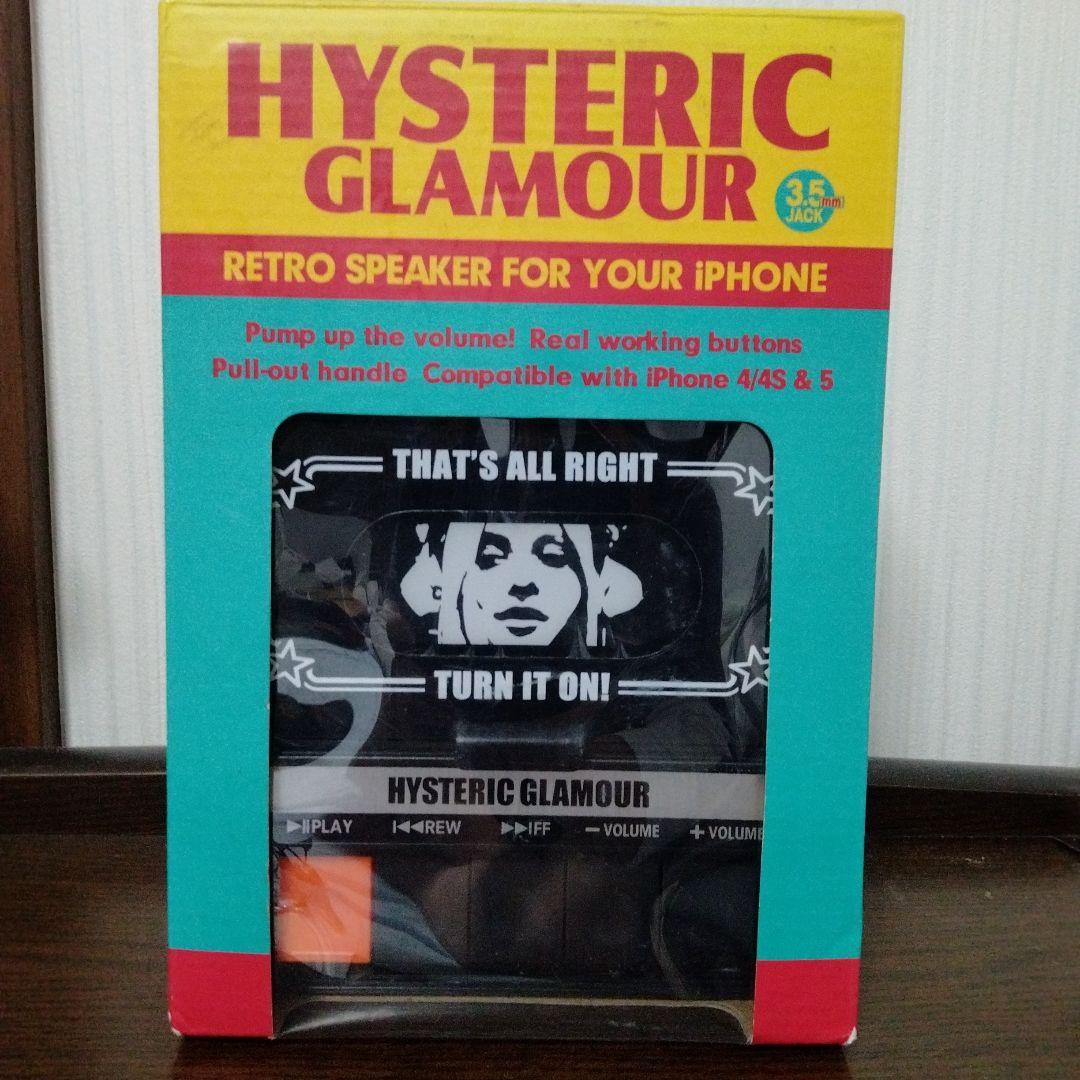 HYSTERIC
GLAMOUR
3.5(mm)
JACK
RETRO SPEAKER FOR YOUR iPHONE
Pump up the volume! Real working buttons
Pull-out handle Compatible with iPhone 4/4S & 5
THAT'S ALL RIGHT
TURN IT ON!
HYSTERIC GLAMOUR
▶IIPLAY I◀◀REW ▶▶IFF −VOLUME +VOLUME